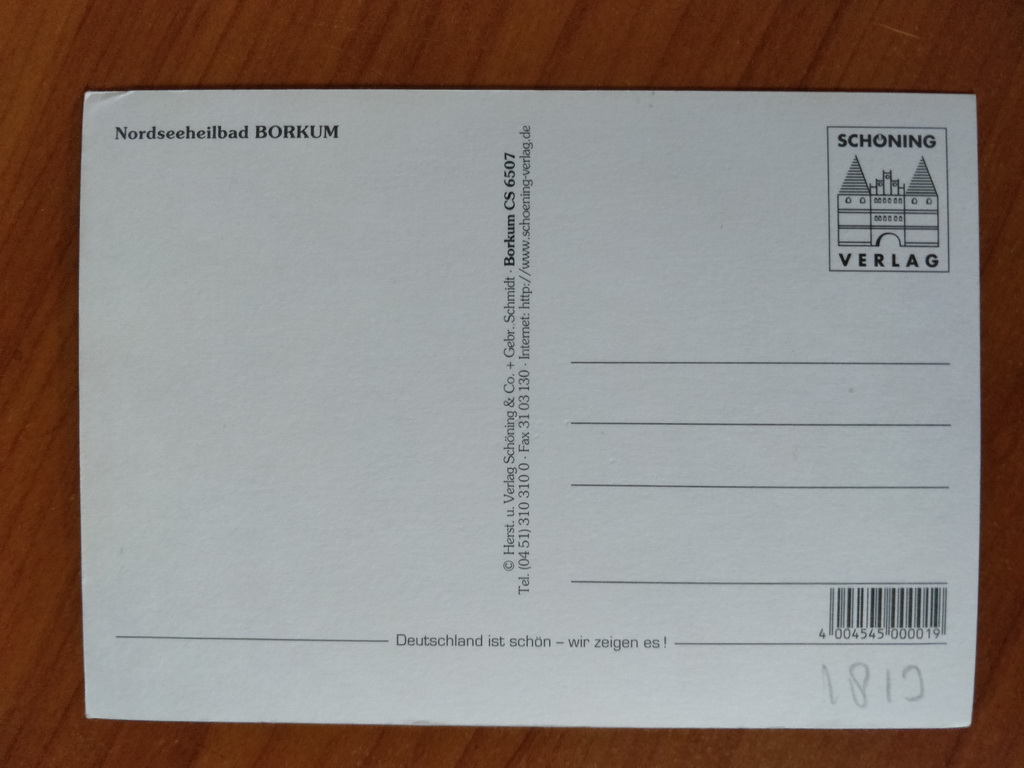 Nordseeheilbad BORKUM
© Herst. u. Verlag Schöning & Co. + Gebr. Schmidt · Borkum CS 6507
Tel. (04 51) 310 310 0 · Fax 31 03 130 · Internet: http://www.schoening-verlag.de
SCHÖNING
VERLAG
4 004545 000019
Deutschland ist schön – wir zeigen es !